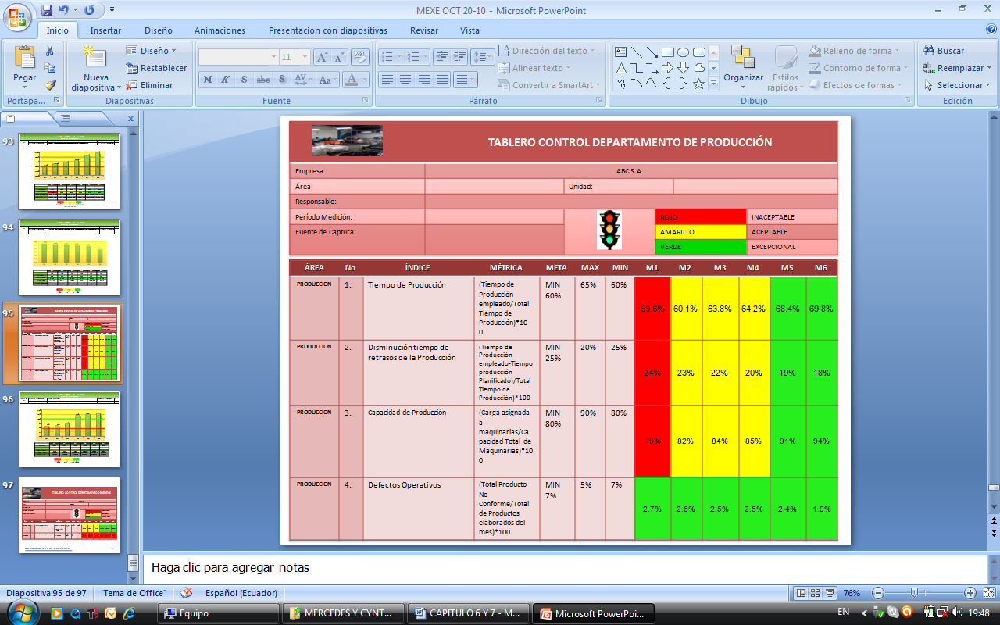 MEXE OCT 20-10 - Microsoft PowerPoint
Inicio
Insertar
Diseño
Animaciones
Presentación con diapositivas
Revisar
Vista
Pegar
Portapa...
Nueva
diapositiva
Diseño
Restablecer
Eliminar
Diapositivas
11
N K S abc S AV Aa A
Fuente
Dirección del texto
Alinear texto
Convertir a SmartArt
Párrafo
Organizar
Estilos
rápidos
Relleno de forma
Contorno de forma
Efectos de formas
Dibujo
Buscar
Reemplazar
Seleccionar
Edición
93
94
95
96
97
TABLERO CONTROL DEPARTAMENTO DE PRODUCCIÓN
Empresa: ABC S.A.
Área: Unidad:
Responsable:
Período Medición: ROJO INACEPTABLE
Fuente de Captura: AMARILLO ACEPTABLE
VERDE EXCEPCIONAL
ÁREA No ÍNDICE MÉTRICA META MAX MIN M1 M2 M3 M4 M5 M6
PRODUCCION 1. Tiempo de Producción
(Tiempo de
Producción
empleado/Total
Tiempo de
Producción)*10
0
MIN
60%
65% 60%
59.6% 60.1% 63.8% 64.2% 68.4% 69.8%
PRODUCCION 2. Disminución tiempo de
retrasos de la Producción
(Tiempo de
Producción
empleado-Tiempo
producción
Planificado)/Total
Tiempo de
Producción)*100
MIN
25%
20% 25%
24% 23% 22% 20% 19% 18%
PRODUCCION 3. Capacidad de Producción
(Carga asignada
a
maquinarias/Ca
pacidad Total de
Maquinarias)*10
0
MIN
80%
90% 80%
79% 82% 84% 85% 91% 94%
PRODUCCION 4. Defectos Operativos
(Total Producto
No
Conforme/Total
de Productos
elaborados del
mes)*100
MIN
7%
5% 7%
2.7% 2.6% 2.5% 2.5% 2.4% 1.9%
Haga clic para agregar notas
Diapositiva 95 de 97 "Tema de Office" Español (Ecuador) 76%
Equipo
MERCEDES Y CYNT...
CAPITULO 6 Y 7 - M...
Microsoft PowerPoi...
EN
19:48